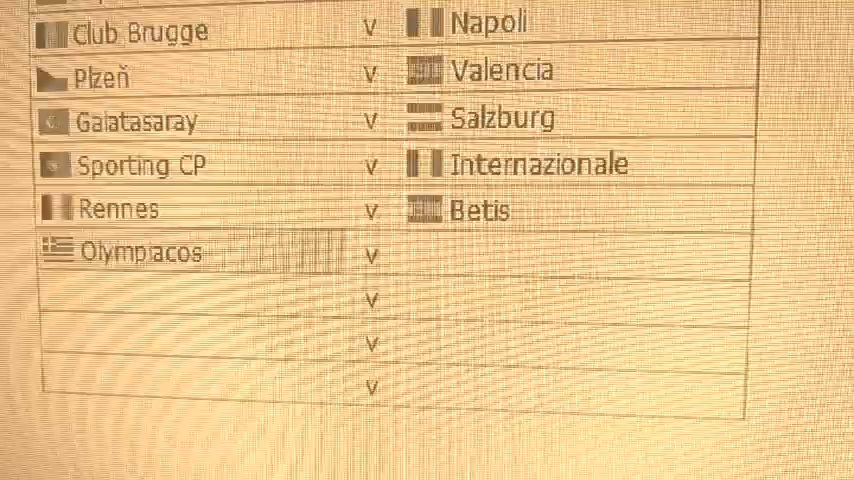 Club Brugge v Napoli
Plzeň v Valencia
Galatasaray v Salzburg
Sporting CP v Internazionale
Rennes v Betis
Olympiacos v
v
v
v